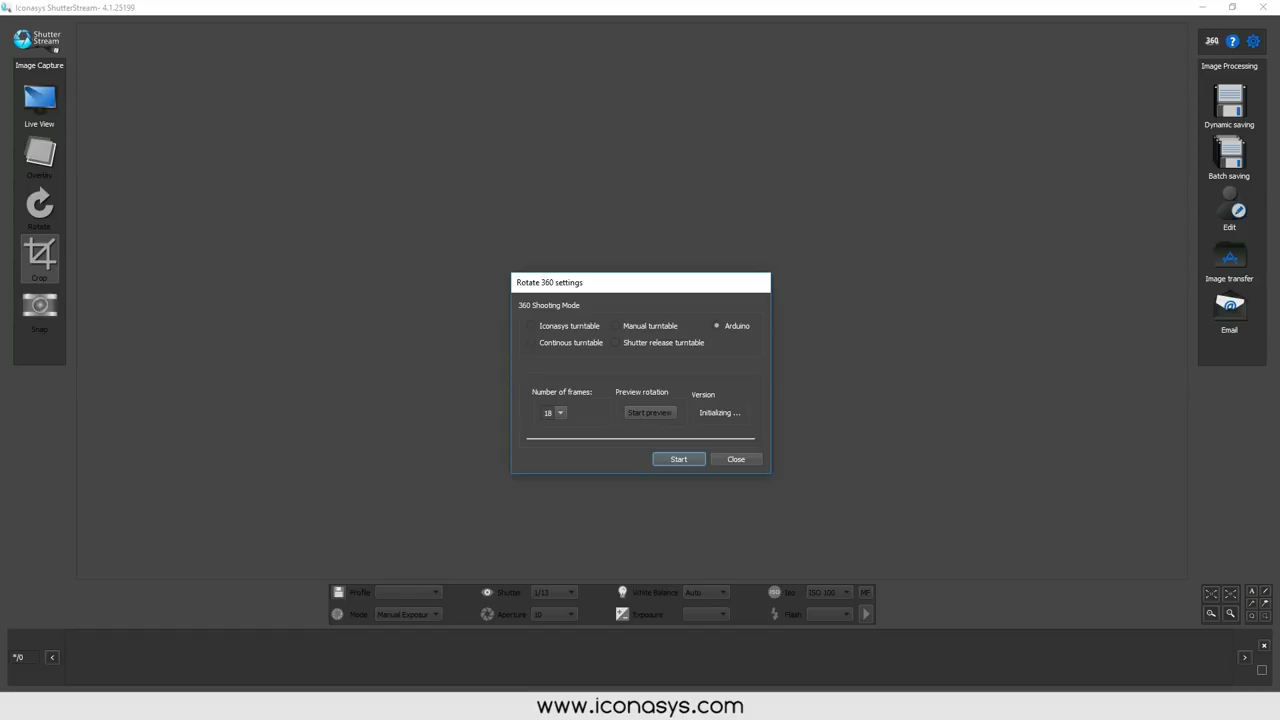 Iconasys ShutterStream- 4.1.25199
Shutter
Stream
Image Capture
Live View
Overlay
Rotate
Crop
Snap
360
?
Image Processing
Dynamic saving
Batch saving
Edit
Image transfer
Email
Rotate 360 settings
360 Shooting Mode
Iconasys turntable
Manual turntable
Arduino
Continous turntable
Shutter release turntable
Number of frames:
Preview rotation
Version
18
Start preview
Initializing ...
Start
Close
Profile
Shutter
1/13
White Balance
Auto
ISO
Iso
ISO 100
MF
Mode
Manual Exposur
Aperture
10
Exposure
Flash
A
*/0
<
>
www.iconasys.com